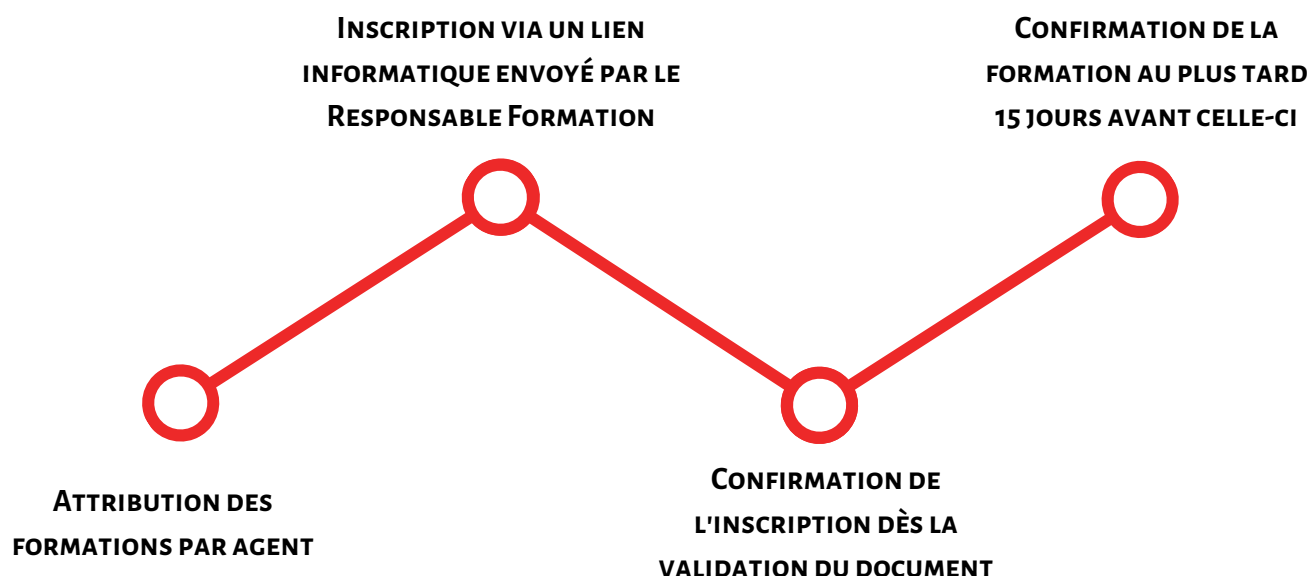 Inscription via un lien
informatique envoyé par le
Responsable Formation
Confirmation de la
formation au plus tard
15 jours avant celle-ci
Attribution des
formations par agent
Confirmation de
l'inscription dès la
validation du document